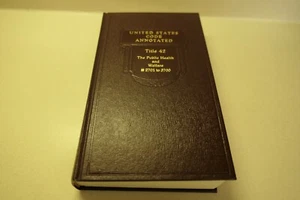 UNITED STATES
CODE
ANNOTATED
Title 42
The Public Health
and
Welfare